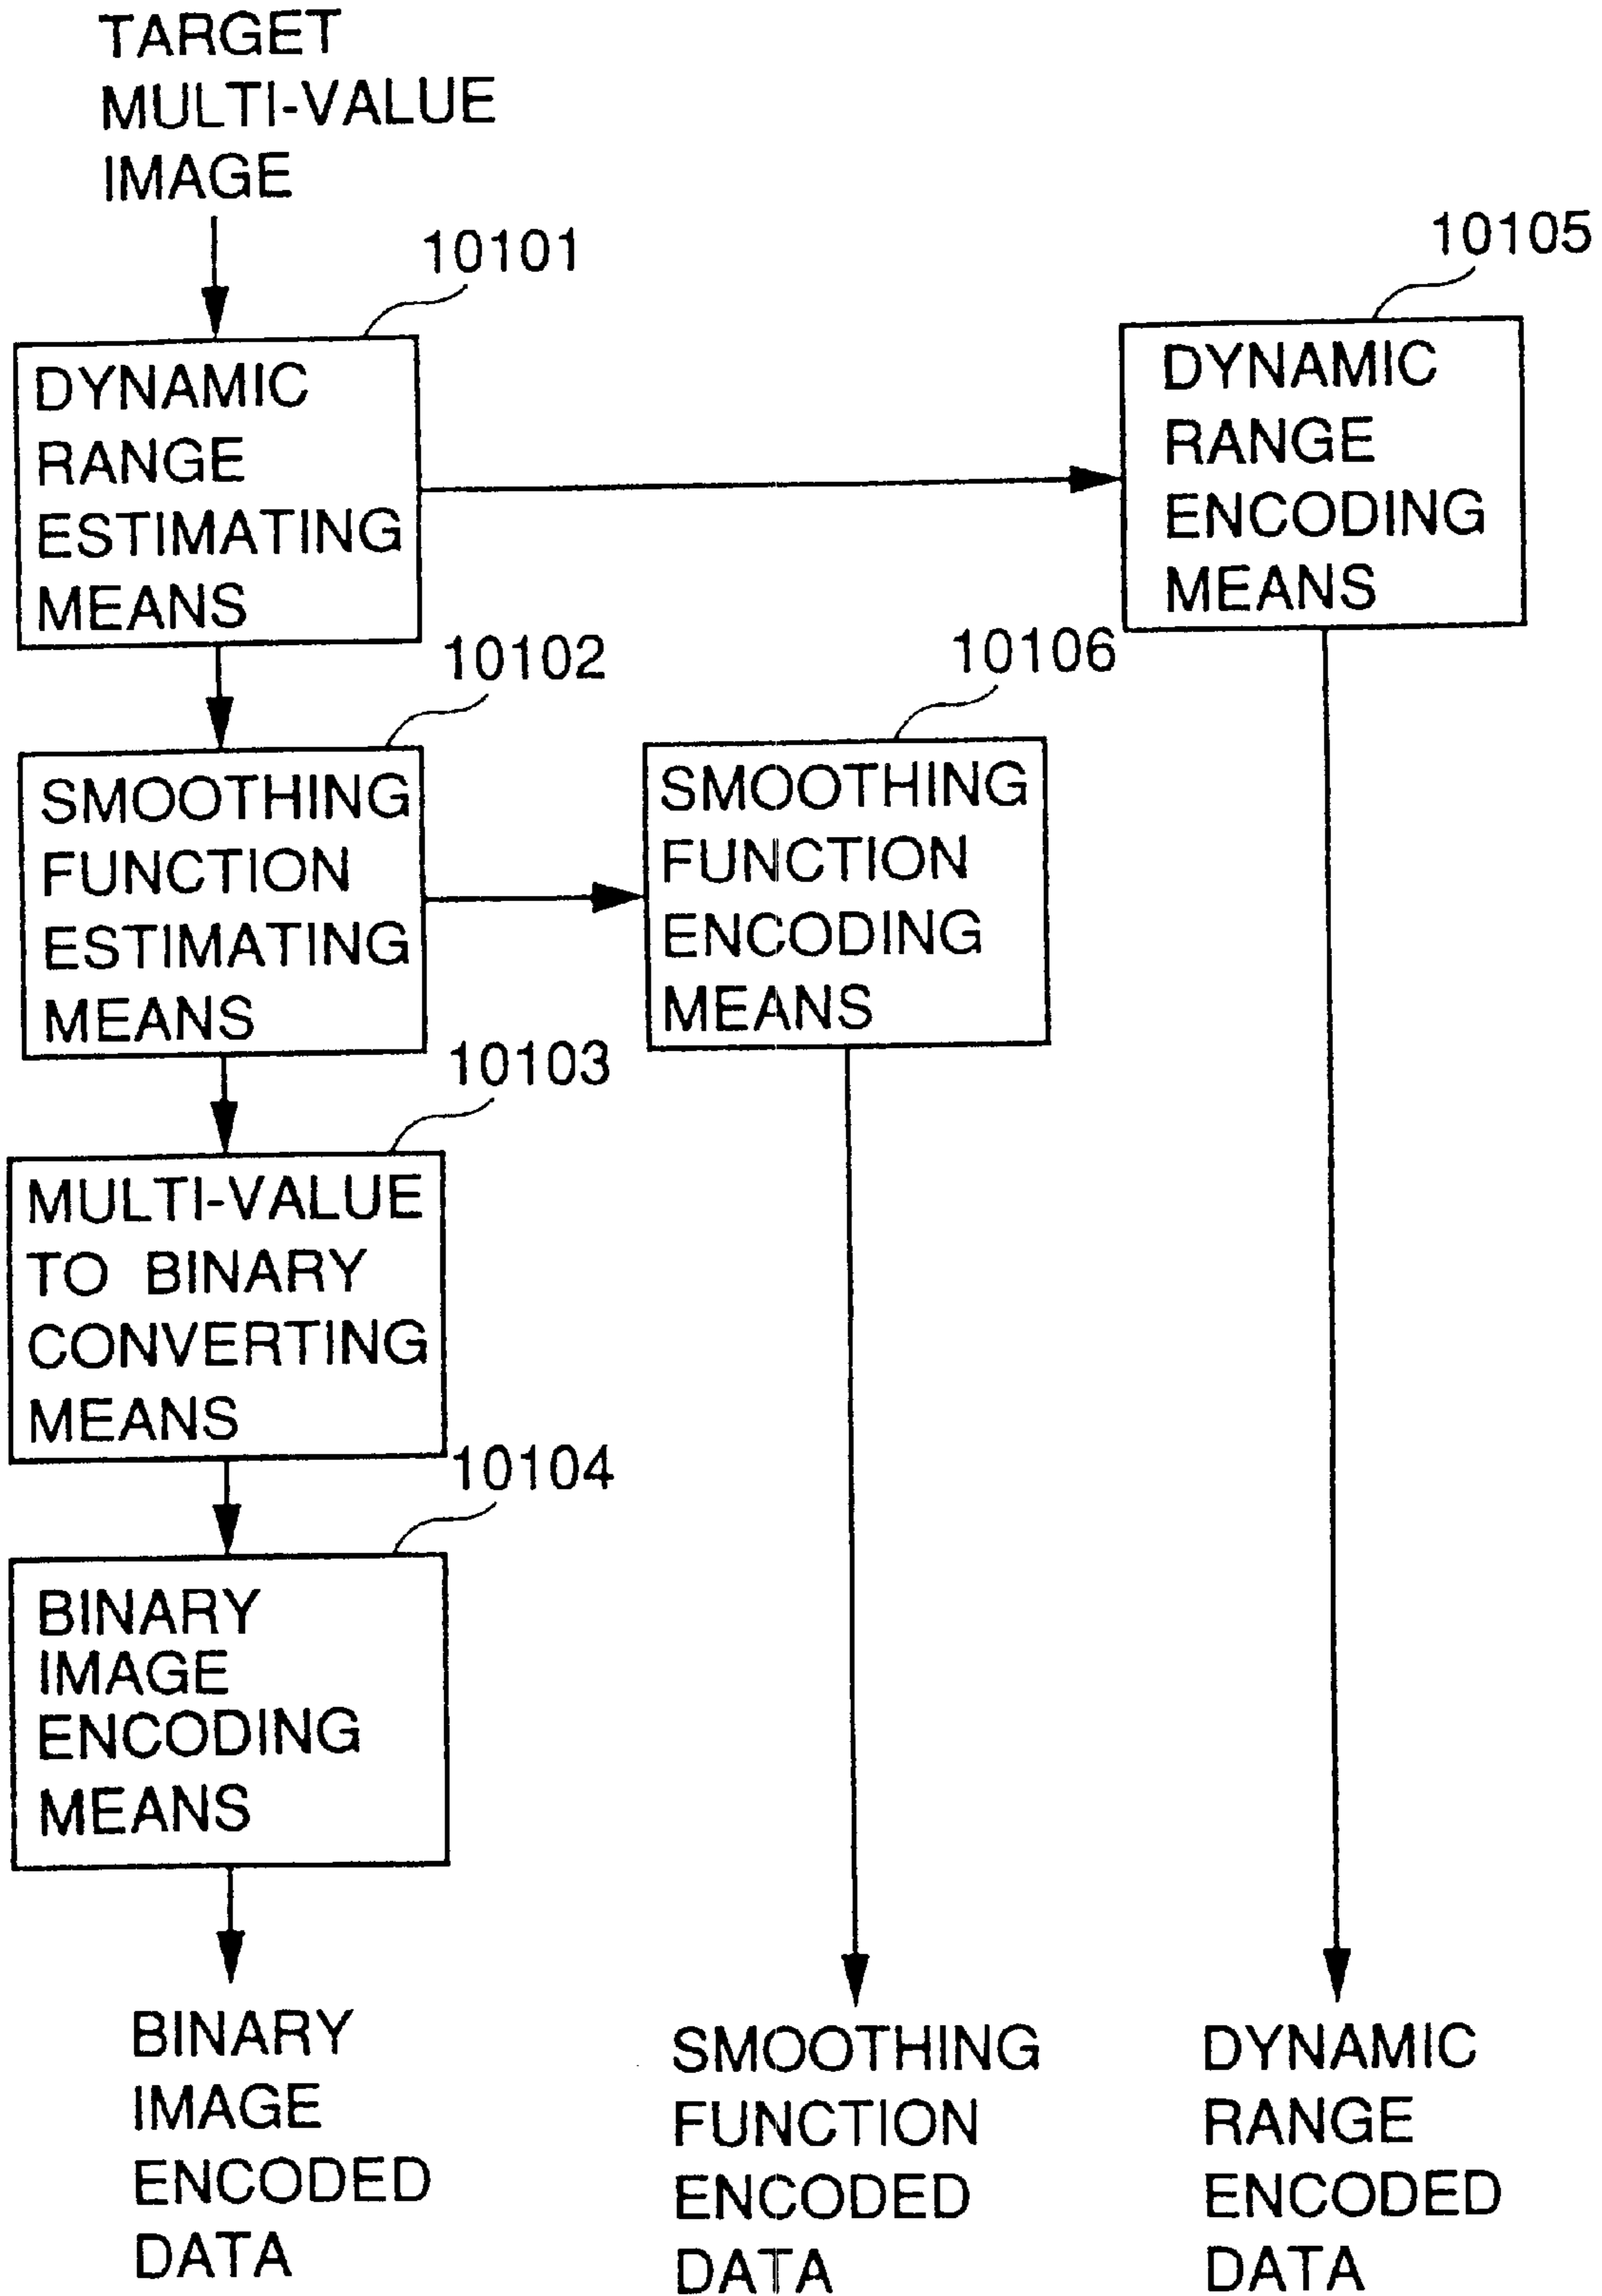 TARGET
MULTI-VALUE
IMAGE
10101
DYNAMIC
RANGE
ESTIMATING
MEANS
10105
DYNAMIC
RANGE
ENCODING
MEANS
10102
SMOOTHING
FUNCTION
ESTIMATING
MEANS
10106
SMOOTHING
FUNCTION
ENCODING
MEANS
10103
MULTI-VALUE
TO BINARY
CONVERTING
MEANS
10104
BINARY
IMAGE
ENCODING
MEANS
BINARY
IMAGE
ENCODED
DATA
SMOOTHING
FUNCTION
ENCODED
DATA
DYNAMIC
RANGE
ENCODED
DATA